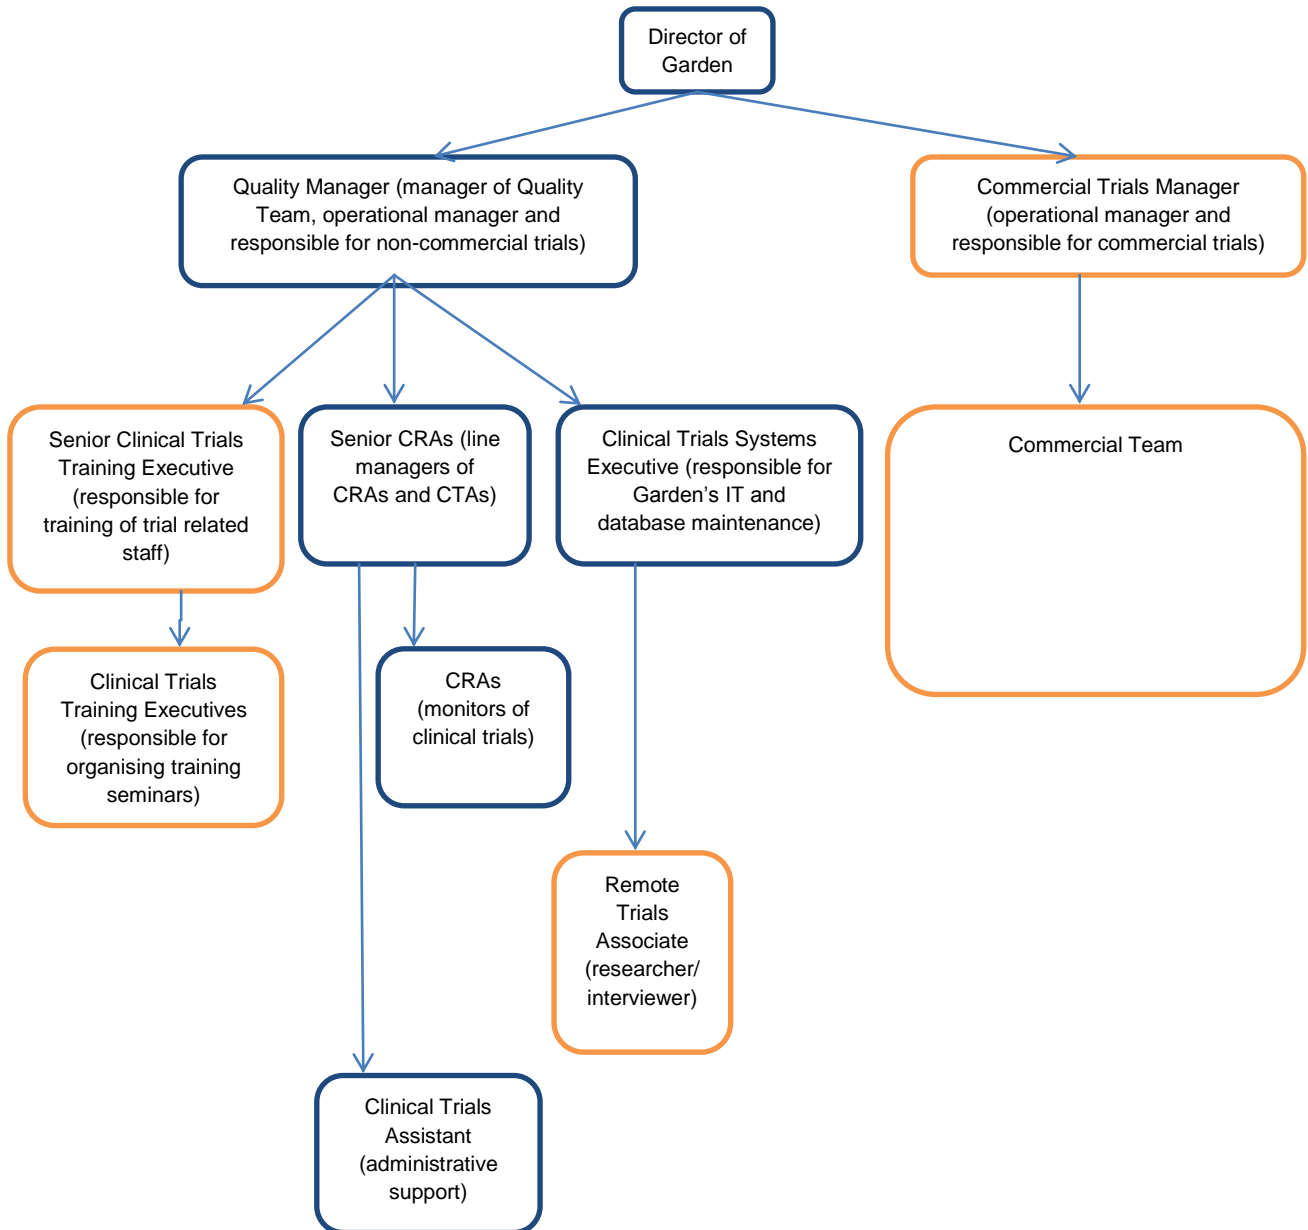 Director of
Garden
Quality Manager (manager of Quality
Team, operational manager and
responsible for non-commercial trials)
Commercial Trials Manager
(operational manager and
responsible for commercial trials)
Senior Clinical Trials
Training Executive
(responsible for
training of trial related
staff)
Senior CRAs (line
managers of
CRAs and CTAs)
Clinical Trials Systems
Executive (responsible for
Garden’s IT and
database maintenance)
Commercial Team
Clinical Trials
Training Executives
(responsible for
organising training
seminars)
CRAs
(monitors of
clinical trials)
Remote
Trials
Associate
(researcher/
interviewer)
Clinical Trials
Assistant
(administrative
support)